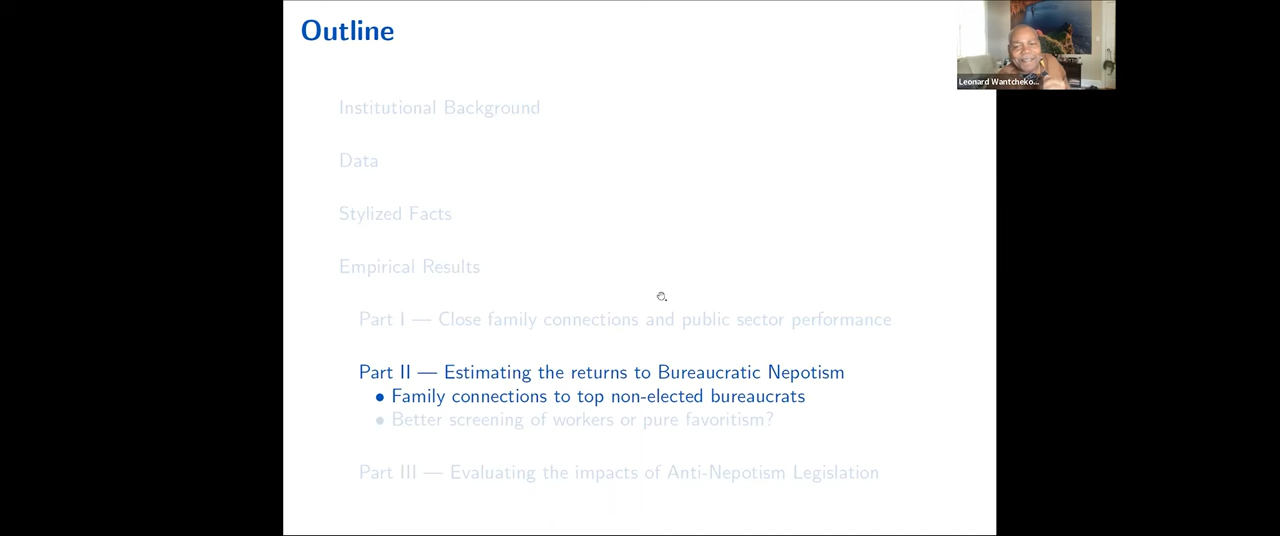 Outline
Leonard Wantcheko...
Institutional Background
Data
Stylized Facts
Empirical Results
Part I — Close family connections and public sector performance
Part II — Estimating the returns to Bureaucratic Nepotism
• Family connections to top non-elected bureaucrats
• Better screening of workers or pure favoritism?
Part III — Evaluating the impacts of Anti-Nepotism Legislation